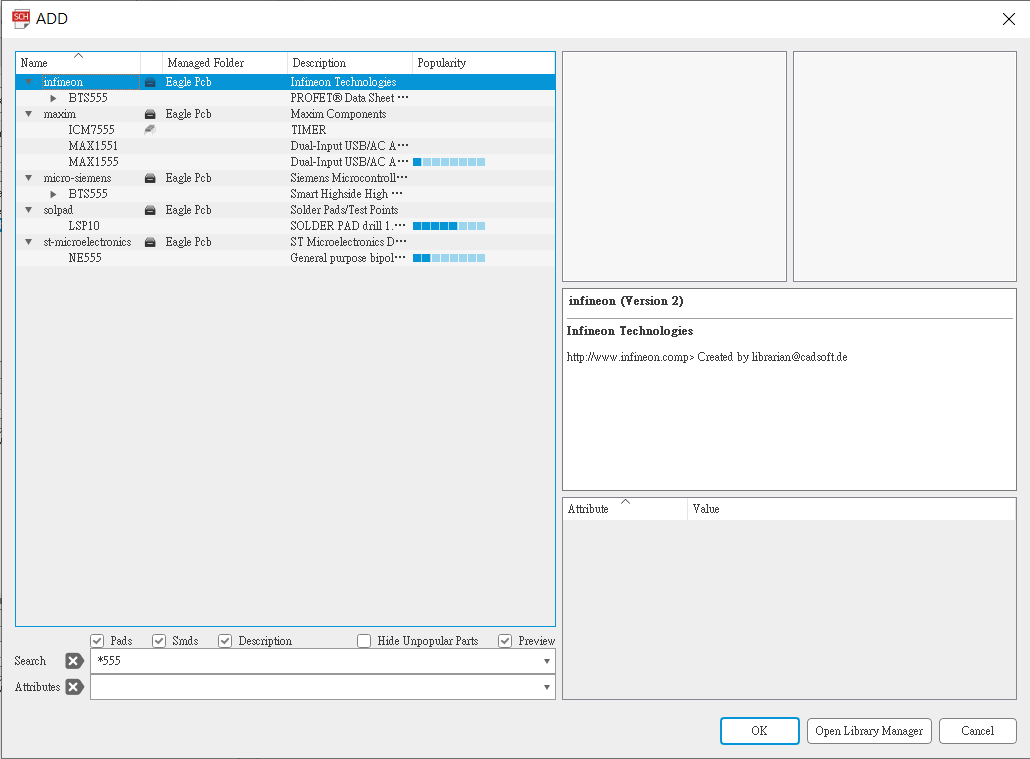 SCH ADD
Name Managed Folder Description Popularity
infineon Eagle Pcb Infineon Technologies
BTS555 PROFET® Data Sheet ···
maxim Eagle Pcb Maxim Components
ICM7555 TIMER
MAX1551 Dual-Input USB/AC A···
MAX1555 Dual-Input USB/AC A···
micro-siemens Eagle Pcb Siemens Microcontroll···
BTS555 Smart Highside High ···
solpad Eagle Pcb Solder Pads/Test Points
LSP10 SOLDER PAD drill 1.···
st-microelectronics Eagle Pcb ST Microelectronics D···
NE555 General purpose bipol···
infineon (Version 2)
Infineon Technologies
http://www.infineon.comp> Created by librarian@cadsoft.de
Attribute Value
Pads Smds Description Hide Unpopular Parts Preview
Search *555
Attributes
OK Open Library Manager Cancel